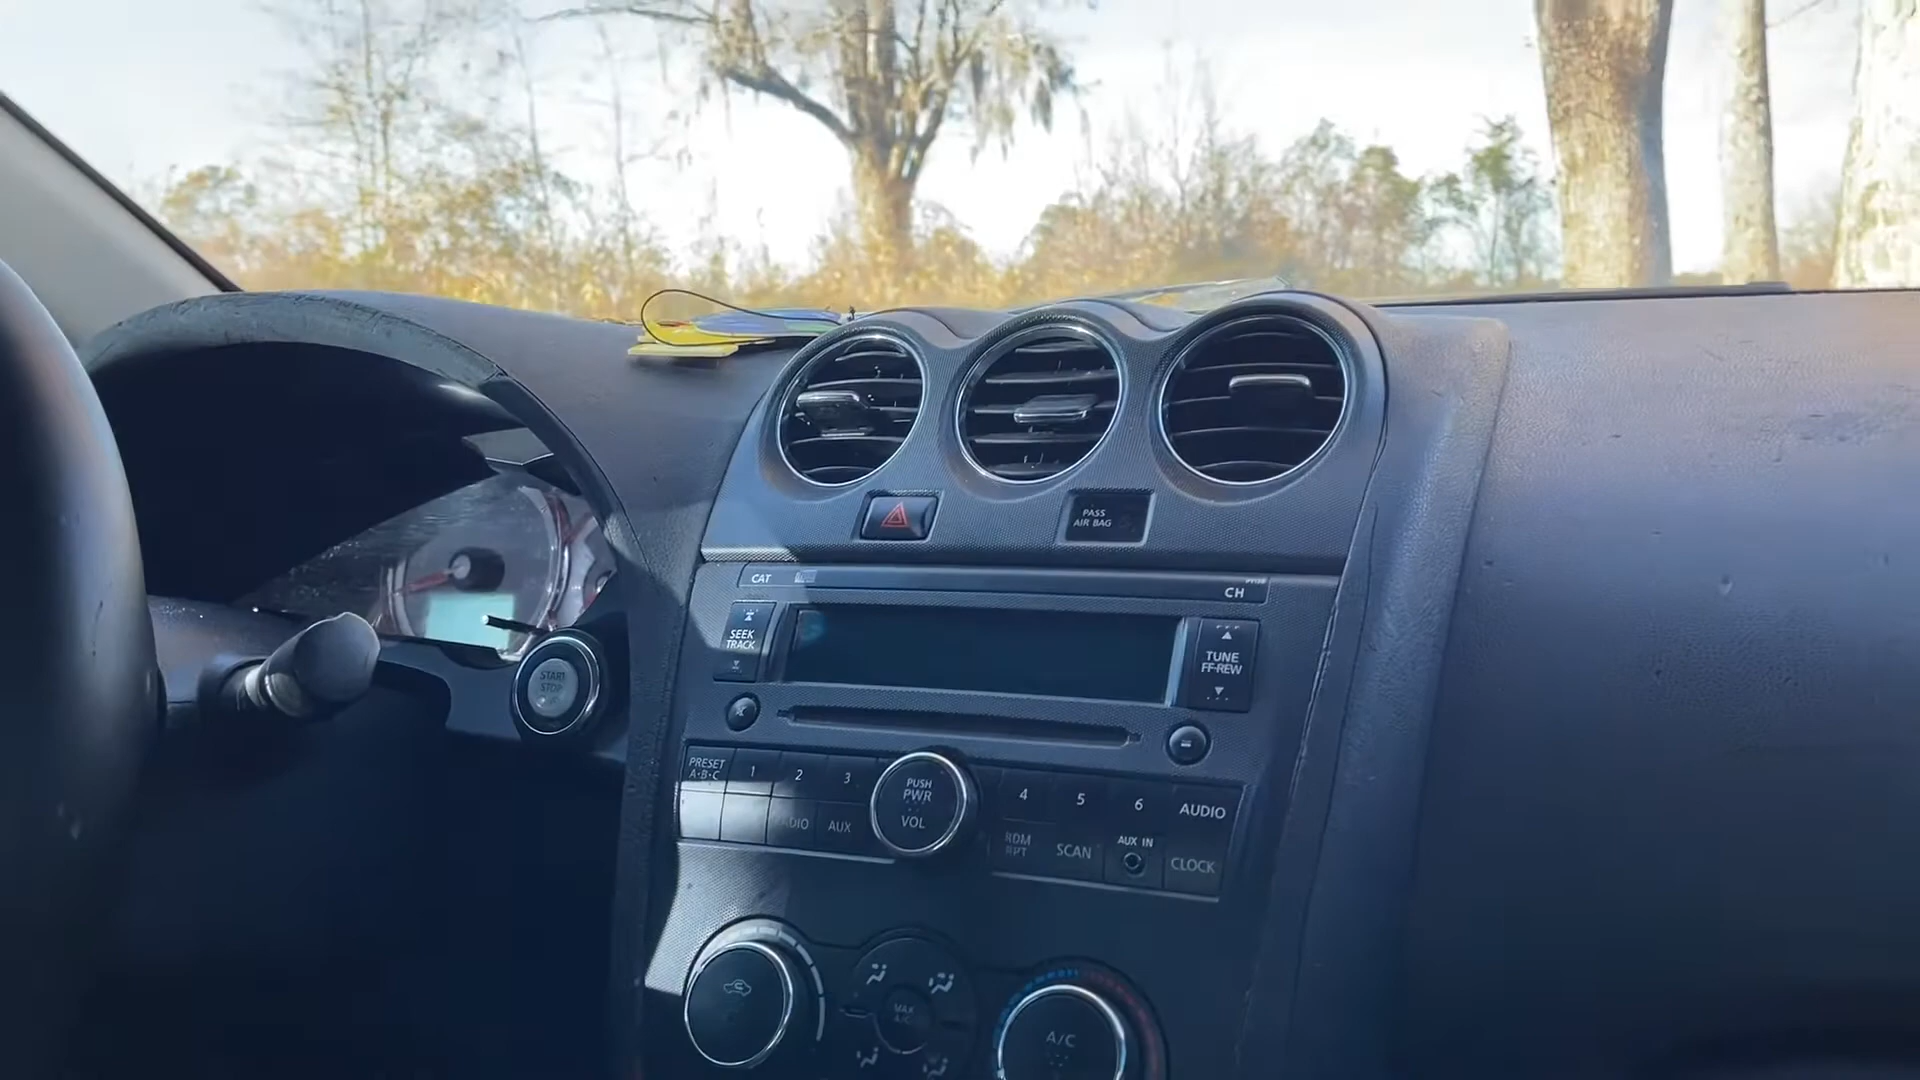 PASS
AIR BAG
CAT
CH
SEEK
TRACK
TUNE
FF·REW
START
STOP
PRESET
A·B·C
1
2
3
PUSH
PWR
VOL
4
5
6
AUDIO
AUX
RDM
RPT
SCAN
AUX IN
CLOCK
MAX
A/C
A/C